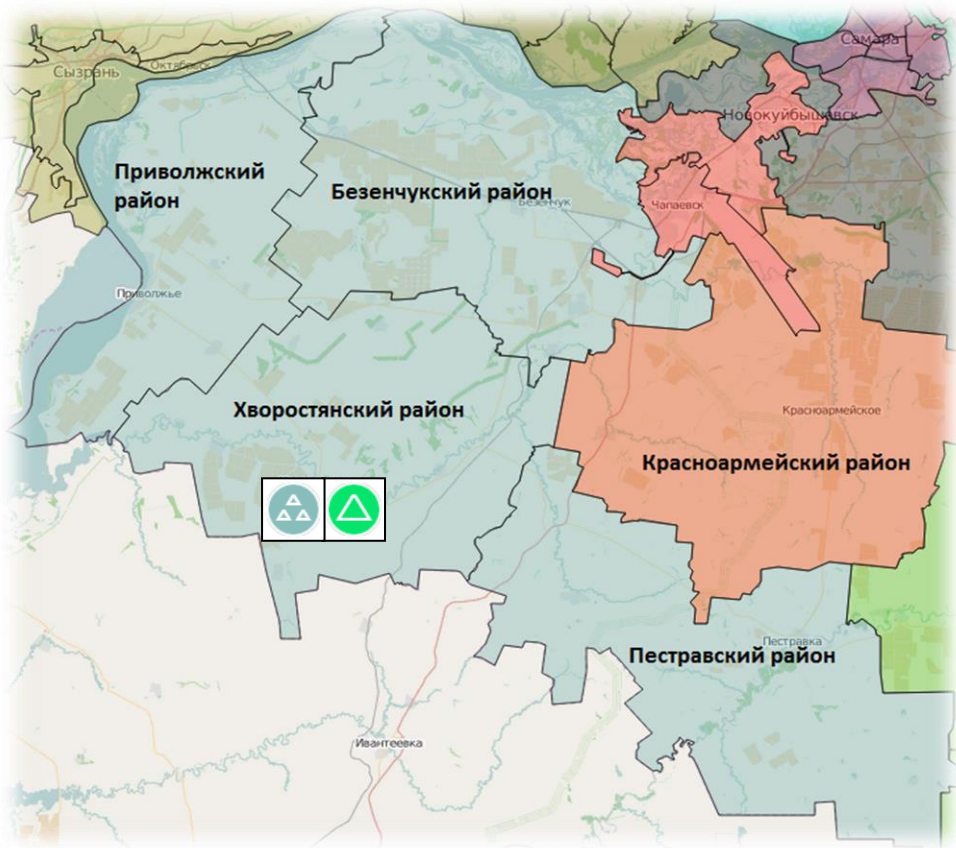 Самара
Сызрань
Октябрьск
Новокуйбышевск
Приволжский
район
Безенчукский район
Безенчук
Чапаевск
Приволжье
Хворостянский район
Красноармейское
Красноармейский район
Пестравка
Пестравский район
Ивантеевка